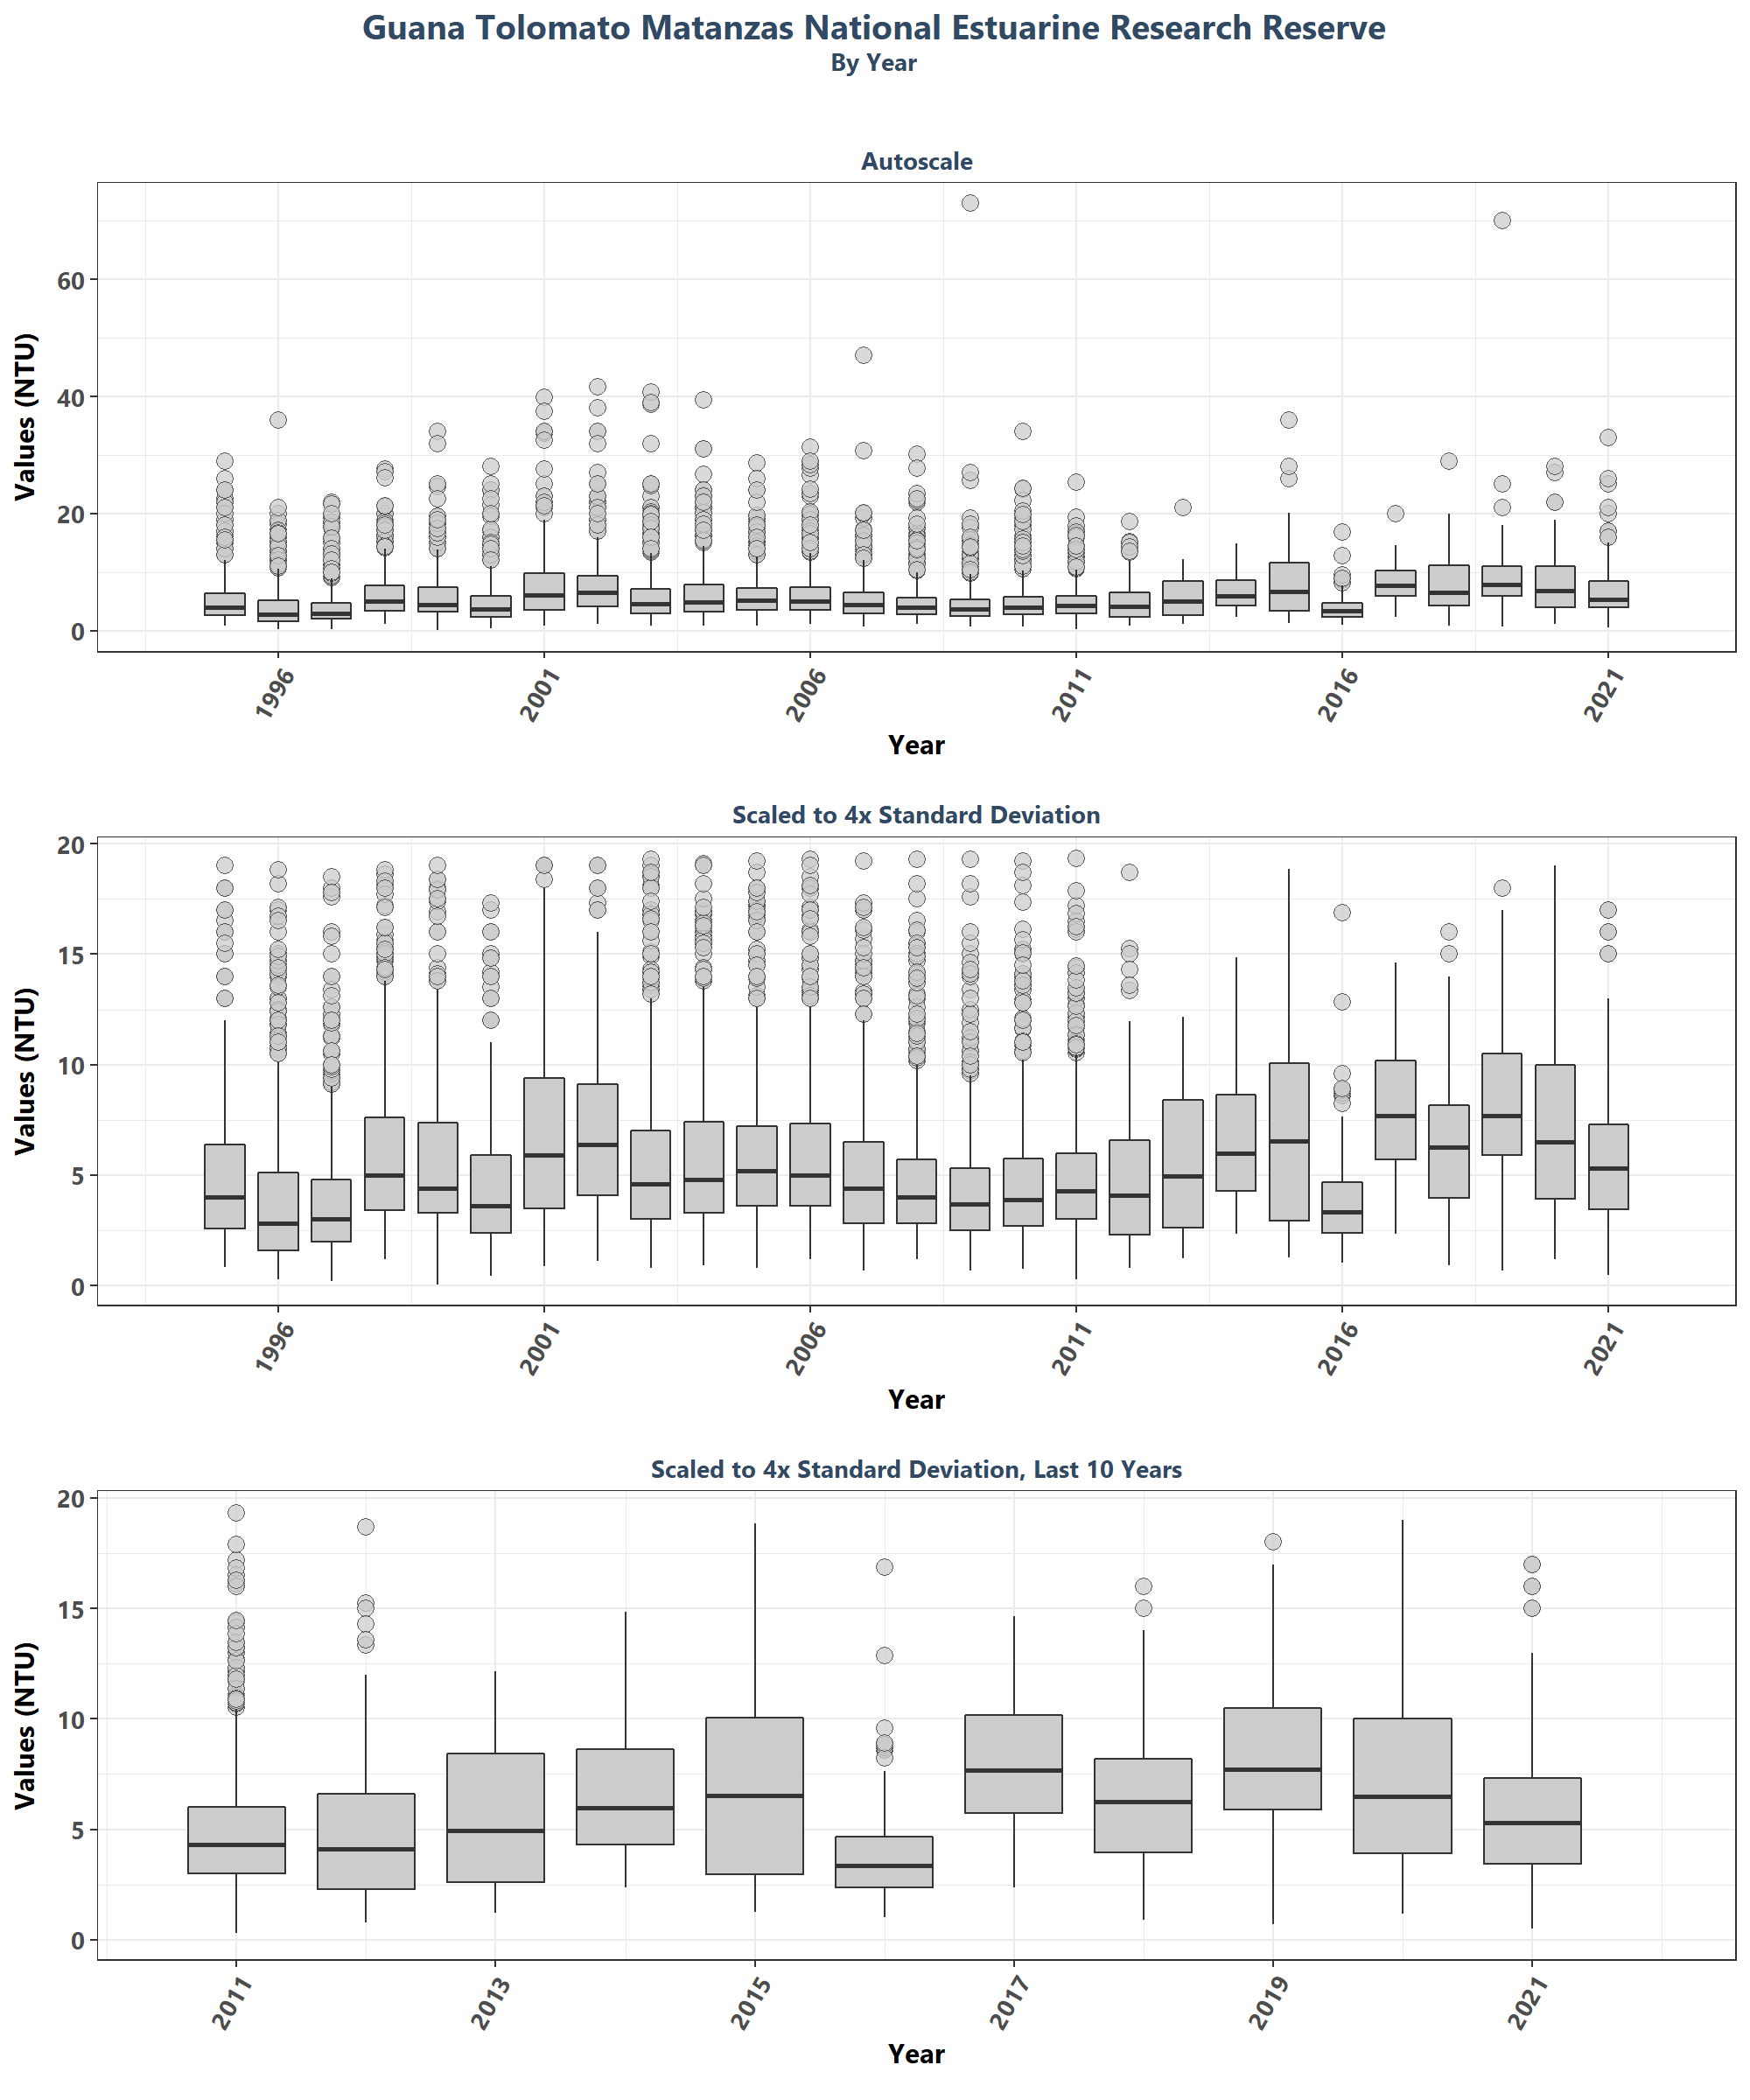 Guana Tolomato Matanzas National Estuarine Research Reserve
By Year
Autoscale
Values (NTU)
60
40
20
0
1996
2001
2006
2011
2016
2021
Year
Scaled to 4x Standard Deviation
Values (NTU)
20
15
10
5
0
1996
2001
2006
2011
2016
2021
Year
Scaled to 4x Standard Deviation, Last 10 Years
Values (NTU)
20
15
10
5
0
2011
2013
2015
2017
2019
2021
Year